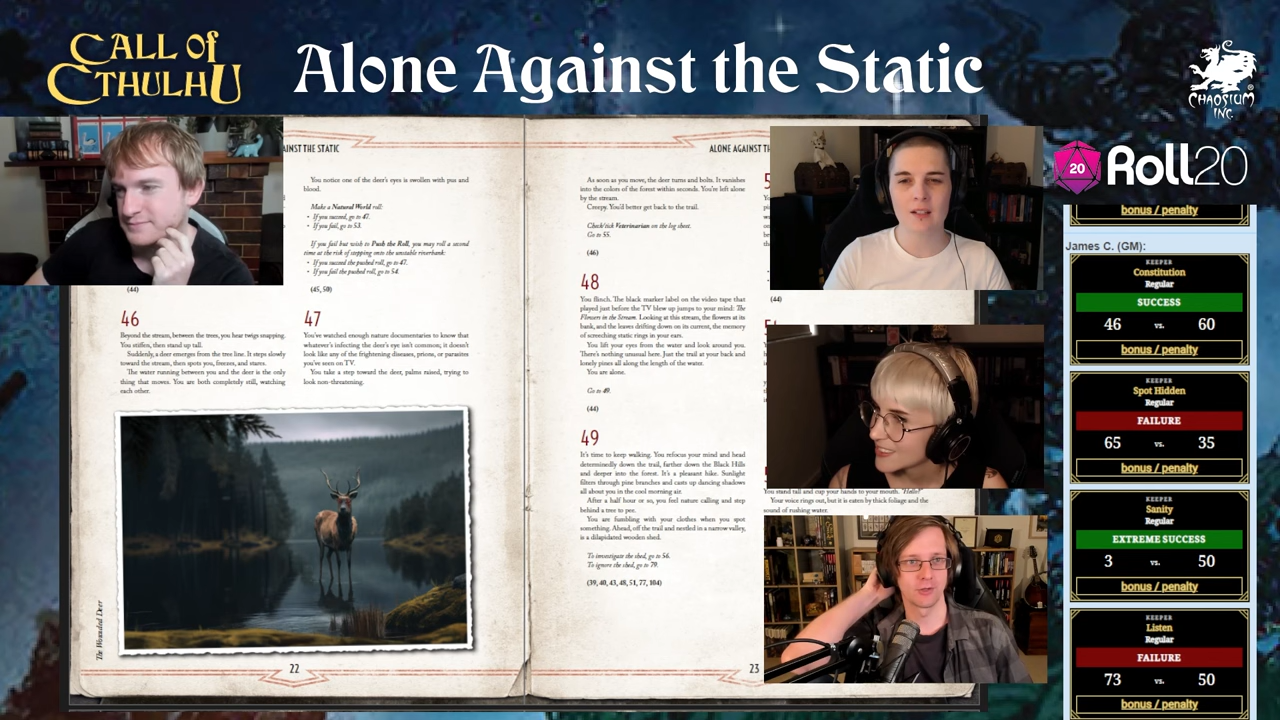 CALL of
CTHULHU
Alone Against the Static
CHAOSIUM
INC.
20
Roll20
AINST THE STATIC
You notice one of the deer's eyes is swollen with pus and
blood.
Make a Natural World roll:
• If you succeed, go to 47.
• If you fail, go to 53.
If you fail but wish to Push the Roll, you may roll a second
time at the risk of stepping onto the unstable riverbank:
• If you succeed the pushed roll, go to 47.
• If you fail the pushed roll, go to 54.
(44)
(45, 50)
46
Beyond the stream, between the trees, you hear twigs snapping.
You stiffen, then stand up tall.
Suddenly, a deer emerges from the tree line. It steps slowly
toward the stream, then spots you, freezes, and stares.
The water running between you and the deer is the only
thing that moves. You are both completely still, watching
each other.
47
You've watched enough nature documentaries to know that
whatever's infecting the deer's eye isn't common; it doesn't
look like any of the frightening diseases, prions, or parasites
you've seen on TV.
You take a step toward the deer, palms raised, trying to
look non-threatening.
The Wounded Deer
22
ALONE AGAINST TH
As soon as you move, the deer turns and bolts. It vanishes
into the colors of the forest within seconds. You're left alone
by the stream.
Creepy. You'd better get back to the trail.
Check/tick Veterinarian on the log sheet.
Go to 55.
(46)
48
You flinch. The black marker label on the video tape that
played just before the TV blew up jumps to your mind: The
Flowers in the Stream. Looking at this stream, the flowers at its
bank, and the leaves drifting down on its current, the memory
of screeching static rings in your ears.
You lift your eyes from the water and look around you.
There's nothing unusual here. Just the trail at your back and
lonely pines all along the length of the water.
You are alone.
Go to 49.
(44)
49
It's time to keep walking. You refocus your mind and head
determinedly down the trail, farther down the Black Hills
and deeper into the forest. It's a pleasant hike. Sunlight
filters through pine branches and casts up dancing shadows
all about you in the cool morning air.
After a half hour or so, you feel nature calling and step
behind a tree to pee.
You are fumbling with your clothes when you spot
something. Ahead, off the trail and nestled in a narrow valley,
is a dilapidated wooden shed.
To investigate the shed, go to 56.
To ignore the shed, go to 79.
(39, 40, 43, 48, 51, 77, 104)
(44)
You stand tall and cup your hands to your mouth. "Hello?"
Your voice rings out, but it is eaten by thick foliage and the
sound of rushing water.
23
bonus / penalty
James C. (GM):
KEEPER
Constitution
Regular
SUCCESS
46 vs. 60
bonus / penalty
KEEPER
Spot Hidden
Regular
FAILURE
65 vs. 35
bonus / penalty
KEEPER
Sanity
Regular
EXTREME SUCCESS
3 vs. 50
bonus / penalty
KEEPER
Listen
Regular
FAILURE
73 vs. 50
bonus / penalty